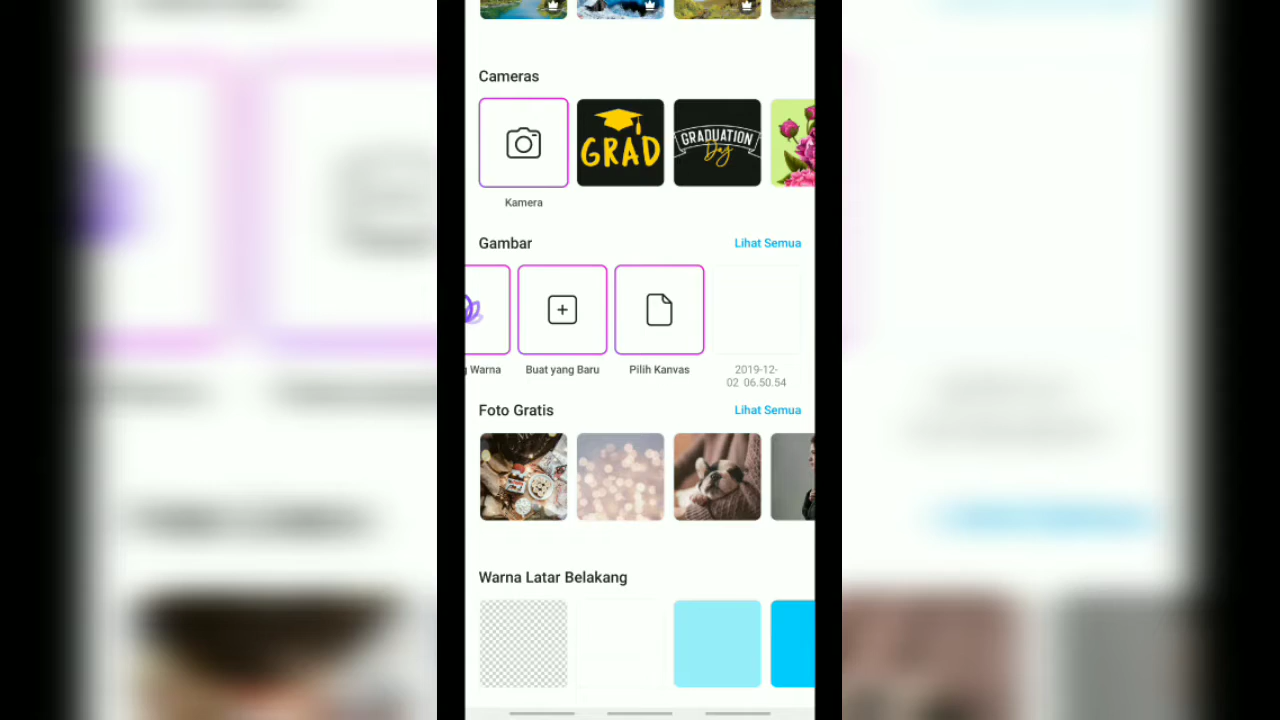 Cameras
GRAD
GRADUATION
Day
Kamera
Gambar
Lihat Semua
Warna
Buat yang Baru
Pilih Kanvas
2019-12-
02 06.50.54
Foto Gratis
Lihat Semua
Warna Latar Belakang